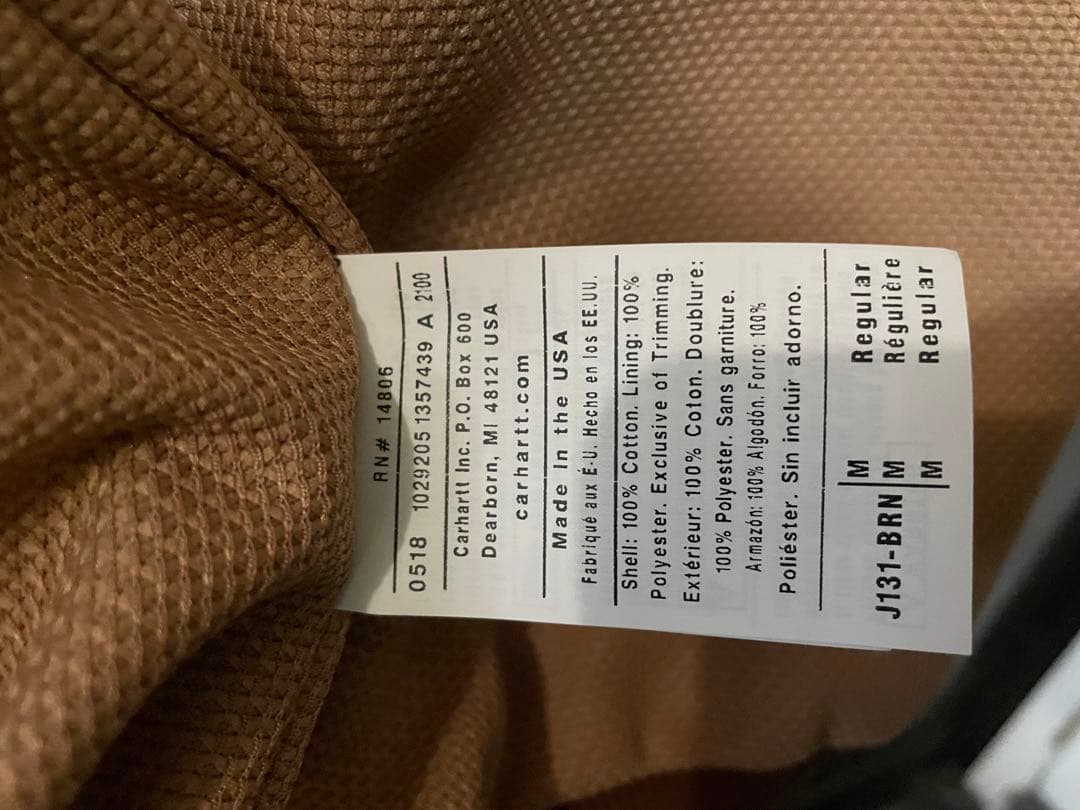 RN# 14806
0518 1029205 1357439 A 2100
Carhartt Inc. P.O. Box 600
Dearborn, MI 48121 USA
carhartt.com
Made In the USA
Fabriqué aux É-U. Hecho en los EE.UU.
Shell: 100% Cotton. Lining: 100%
Polyester. Exclusive of Trimming.
Extérieur: 100% Coton. Doublure:
100% Polyester. Sans garniture.
Armazón: 100% Algodón. Forro: 100%
Poliéster. Sin incluir adorno.
M Regular
J131-BRN M Régulière
M Regular